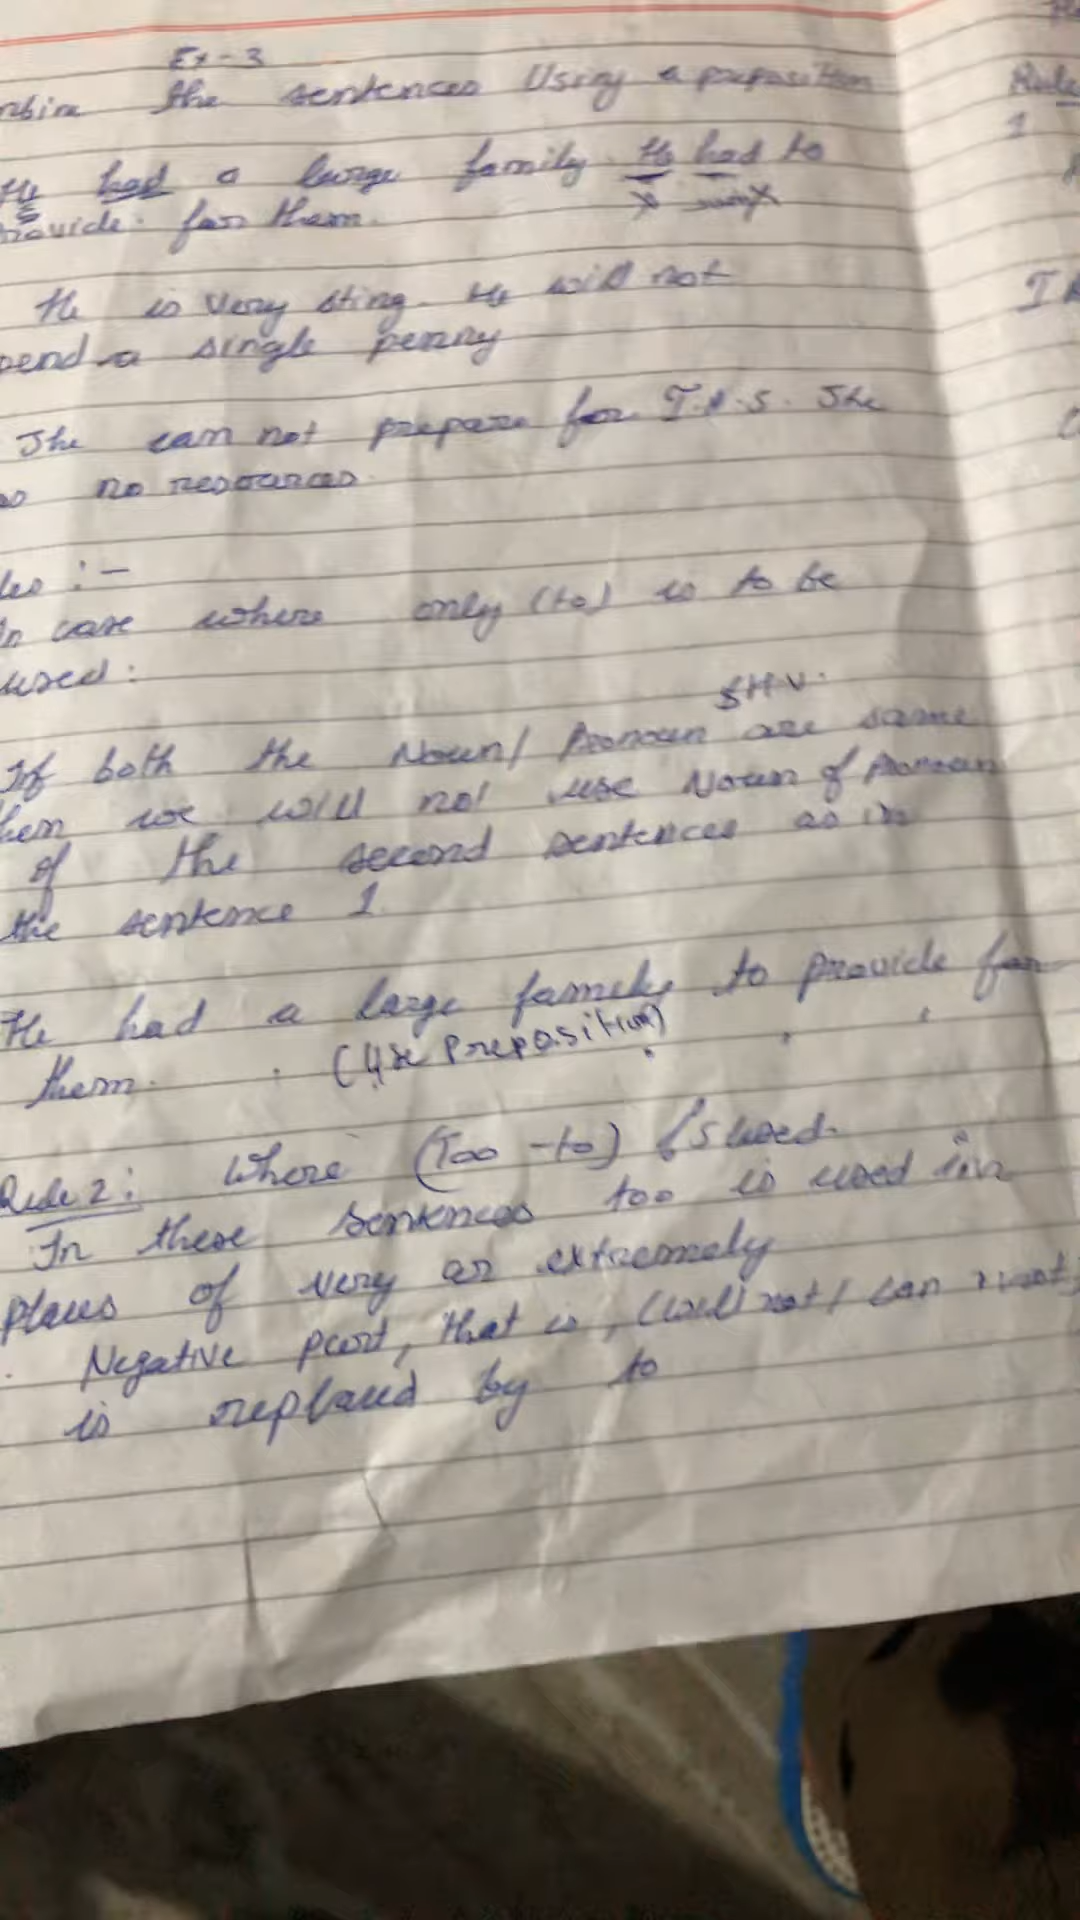 Ex-3
the sentences Using a preposition
He had a large family. He had to
for them.
He is very sting. He will not
a single penny
She can not prepare for I.A.S. She
no resources.
:-
In case where only (to) is to be
used:
S H.V.
If both the Noun/ Pronoun are same
we will not use Noun of Pronoun
of the second sentences as in
the sentence 1
He had a large family to provide for
them. (Use Preposition)
Rule 2: Where (Too - to) is used.
In these sentences too is used in
places of very or extremely
Negative part, that is, (will not / can not,
is replaced by to
Rule
1